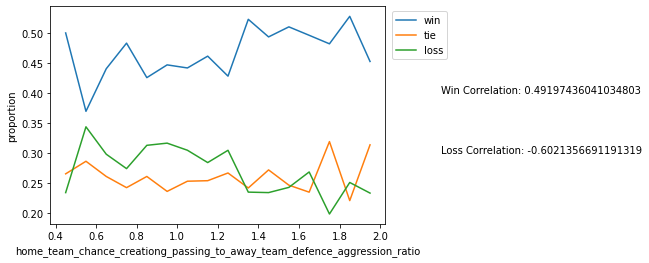 win
tie
loss
0.50
0.45
0.40
0.35
0.30
0.25
0.20
proportion
0.4 0.6 0.8 1.0 1.2 1.4 1.6 1.8 2.0
home_team_chance_creationg_passing_to_away_team_defence_aggression_ratio
Win Correlation: 0.49197436041034803
Loss Correlation: -0.6021356691191319